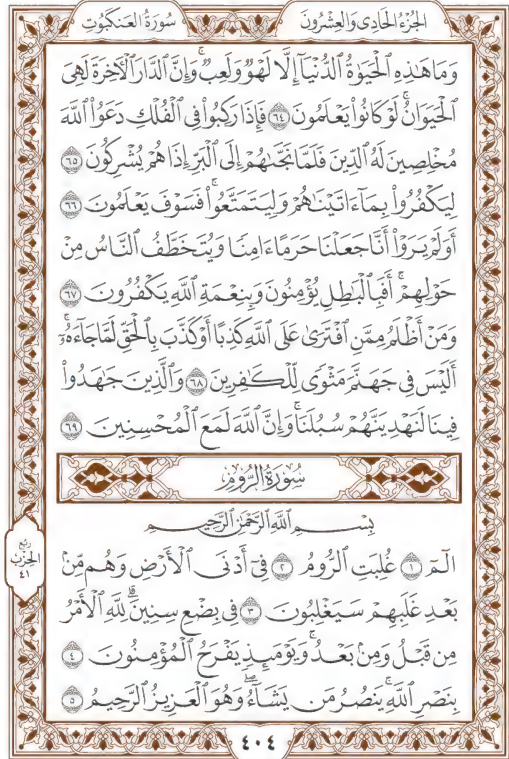 الجُزْءُ الحَادِى وَالعِشْرُونَ
سُورَةُ العَنكَبُوتِ
وَمَا هَٰذِهِ ٱلْحَيَوٰةُ ٱلدُّنْيَآ إِلَّا لَهْوٌ وَلَعِبٌ ۚ وَإِنَّ ٱلدَّارَ ٱلْأٓخِرَةَ لَهِىَ
ٱلْحَيَوَانُ ۚ لَوْ كَانُوا۟ يَعْلَمُونَ ٦٤ فَإِذَا رَكِبُوا۟ فِى ٱلْفُلْكِ دَعَوُا۟ ٱللَّهَ
مُخْلِصِينَ لَهُ ٱلدِّينَ فَلَمَّا نَجَّىٰهُمْ إِلَى ٱلْبَرِّ إِذَا هُمْ يُشْرِكُونَ ٦٥
لِيَكْفُرُوا۟ بِمَآ ءَاتَيْنَٰهُمْ وَلِيَتَمَتَّعُوا۟ ۖ فَسَوْفَ يَعْلَمُونَ ٦٦
أَوَلَمْ يَرَوْا۟ أَنَّا جَعَلْنَا حَرَمًا ءَامِنًا وَيُتَخَطَّفُ ٱلنَّاسُ مِنْ
حَوْلِهِمْ ۚ أَفَبِٱلْبَٰطِلِ يُؤْمِنُونَ وَبِنِعْمَةِ ٱللَّهِ يَكْفُرُونَ ٦٧
وَمَنْ أَظْلَمُ مِمَّنِ ٱفْتَرَىٰ عَلَى ٱللَّهِ كَذِبًا أَوْ كَذَّبَ بِٱلْحَقِّ لَمَّا جَآءَهُۥٓ ۚ
أَلَيْسَ فِى جَهَنَّمَ مَثْوًى لِّلْكَٰفِرِينَ ٦٨ وَٱلَّذِينَ جَٰهَدُوا۟
فِينَا لَنَهْدِيَنَّهُمْ سُبُلَنَا ۚ وَإِنَّ ٱللَّهَ لَمَعَ ٱلْمُحْسِنِينَ ٦٩
سُورَةُ الرُّومِ
بِسْمِ ٱللَّهِ ٱلرَّحْمَٰنِ ٱلرَّحِيمِ
الٓمٓ ١ غُلِبَتِ ٱلرُّومُ ٢ فِىٓ أَدْنَى ٱلْأَرْضِ وَهُم مِّنۢ
بَعْدِ غَلَبِهِمْ سَيَغْلِبُونَ ٣ فِى بِضْعِ سِنِينَ ۗ لِلَّهِ ٱلْأَمْرُ
مِن قَبْلُ وَمِنۢ بَعْدُ ۚ وَيَوْمَئِذٍ يَفْرَحُ ٱلْمُؤْمِنُونَ ٤
بِنَصْرِ ٱللَّهِ ۚ يَنصُرُ مَن يَشَآءُ ۖ وَهُوَ ٱلْعَزِيزُ ٱلرَّحِيمُ ٥
رُبْع
الحِزْب
٤١
٤٠٤